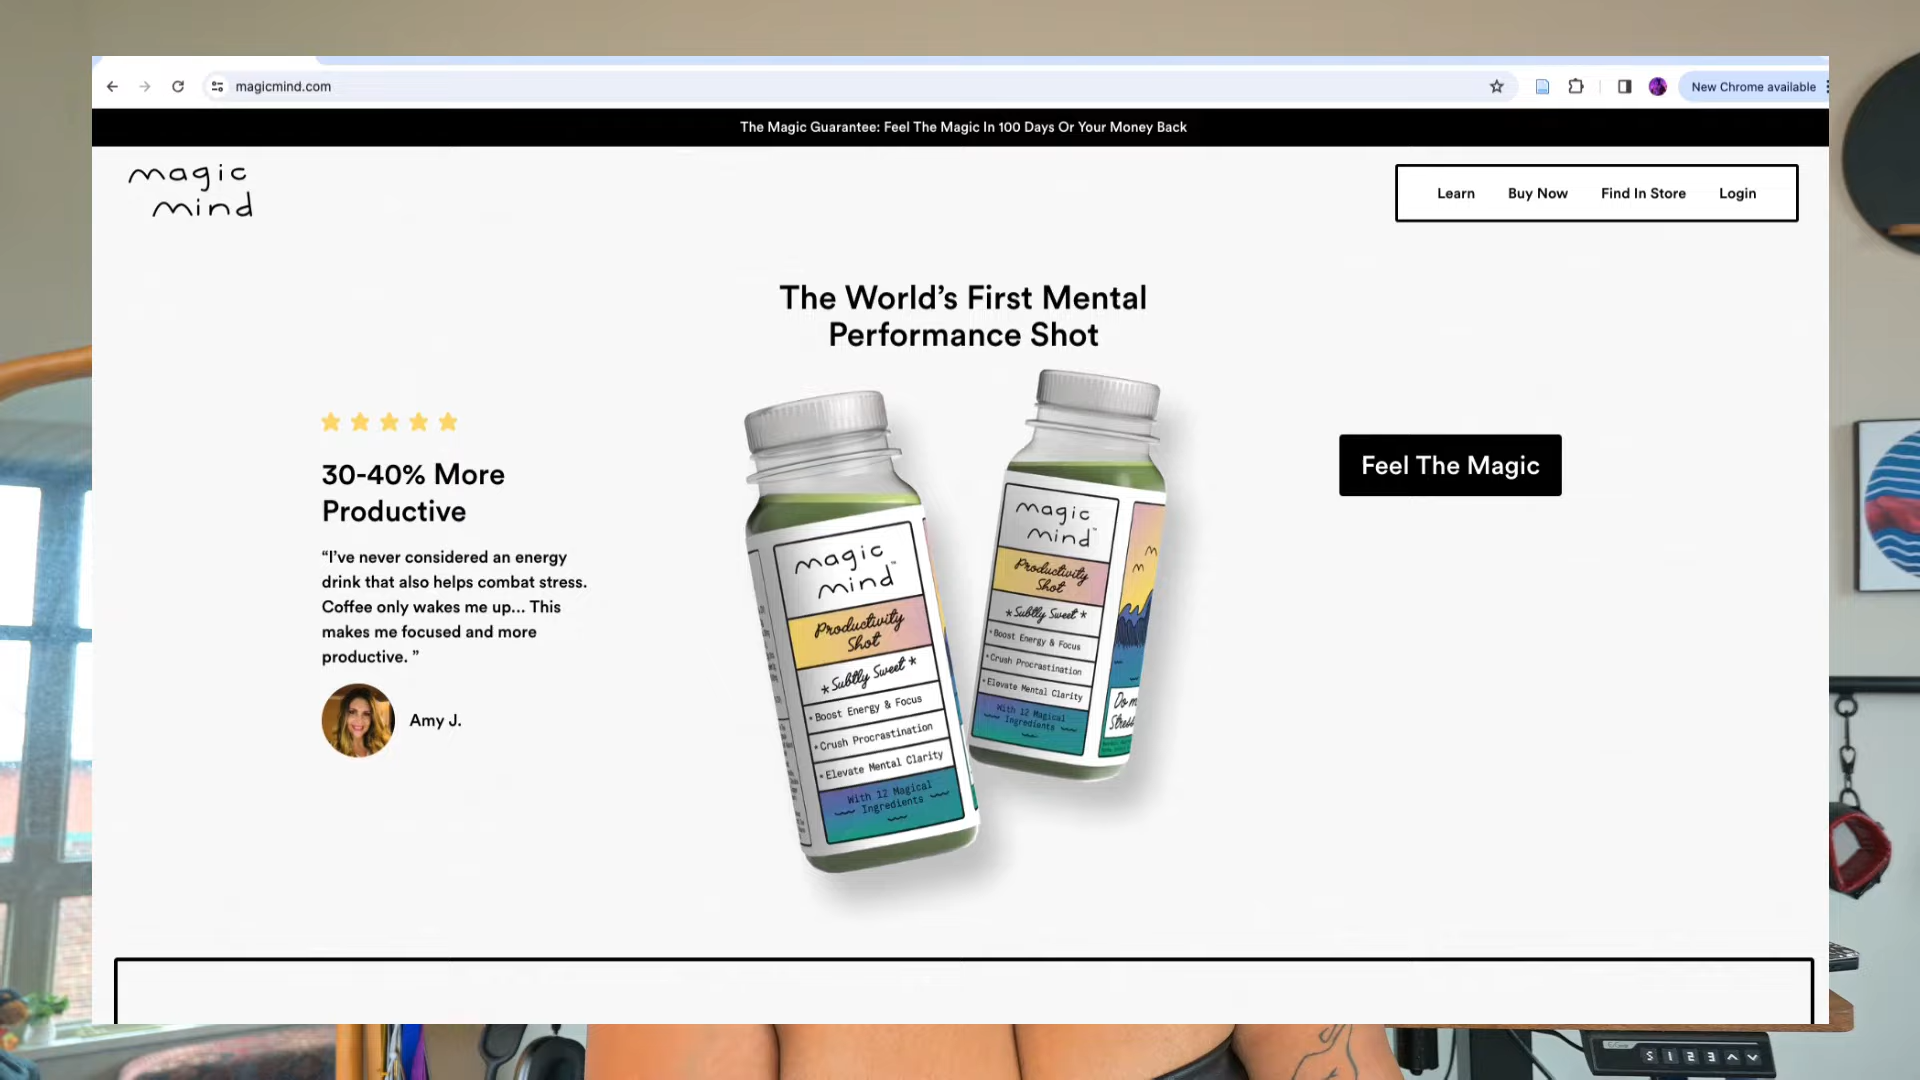 magicmind.com
New Chrome available
The Magic Guarantee: Feel The Magic In 100 Days Or Your Money Back
magic
mind
Learn
Buy Now
Find In Store
Login
The World’s First Mental
Performance Shot
30-40% More
Productive
“I’ve never considered an energy
drink that also helps combat stress.
Coffee only wakes me up... This
makes me focused and more
productive. ”
Amy J.
magic
mind™
Productivity
Shot
*Subtly Sweet*
•Boost Energy & Focus
•Crush Procrastination
•Elevate Mental Clarity
With 12 Magical
Ingredients
magic
mind™
Productivity
Shot
*Subtly Sweet*
•Boost Energy & Focus
•Crush Procrastination
•Elevate Mental Clarity
With 12 Magical
Ingredients
Feel The Magic
S 1 2 3